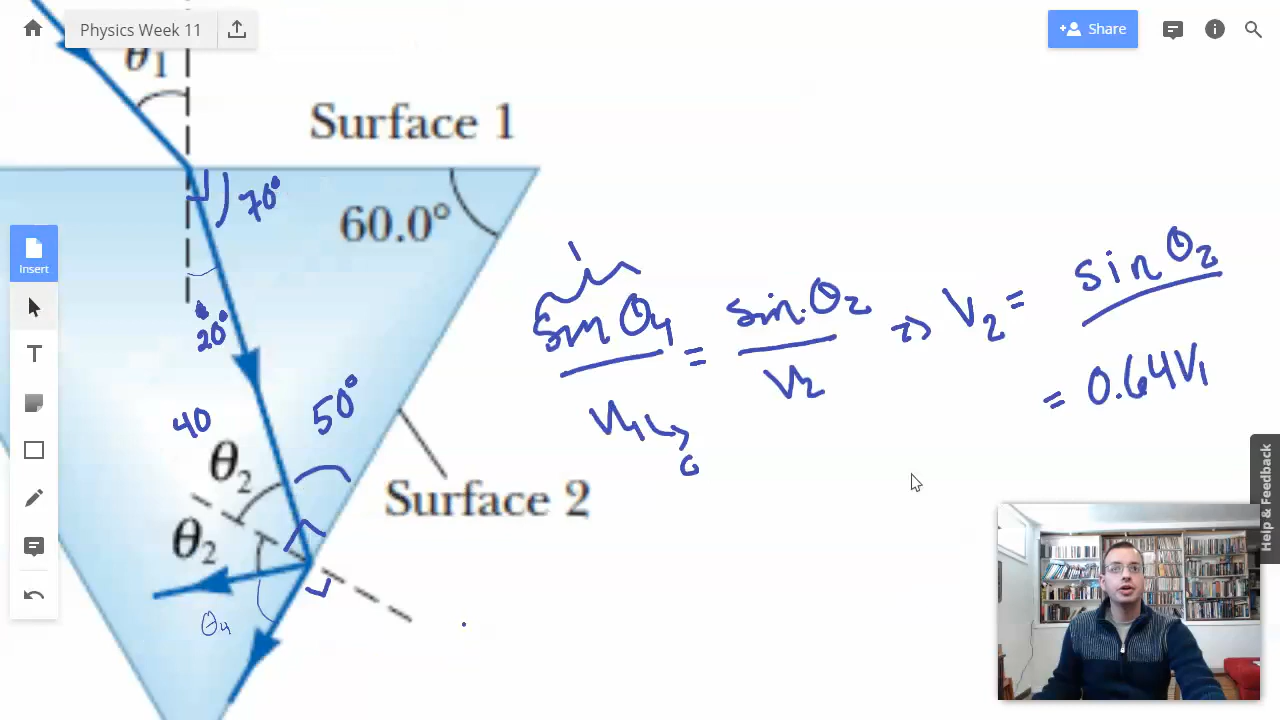 Physics Week 11
Share
θ1
Surface 1
70°
60.0°
Insert
20°
1
sin θ4 = sin θ2 => V2 = sin θ2
V2
= 0.64V1
50°
40
θ2
Surface 2
θ2
θ4
Help & Feedback